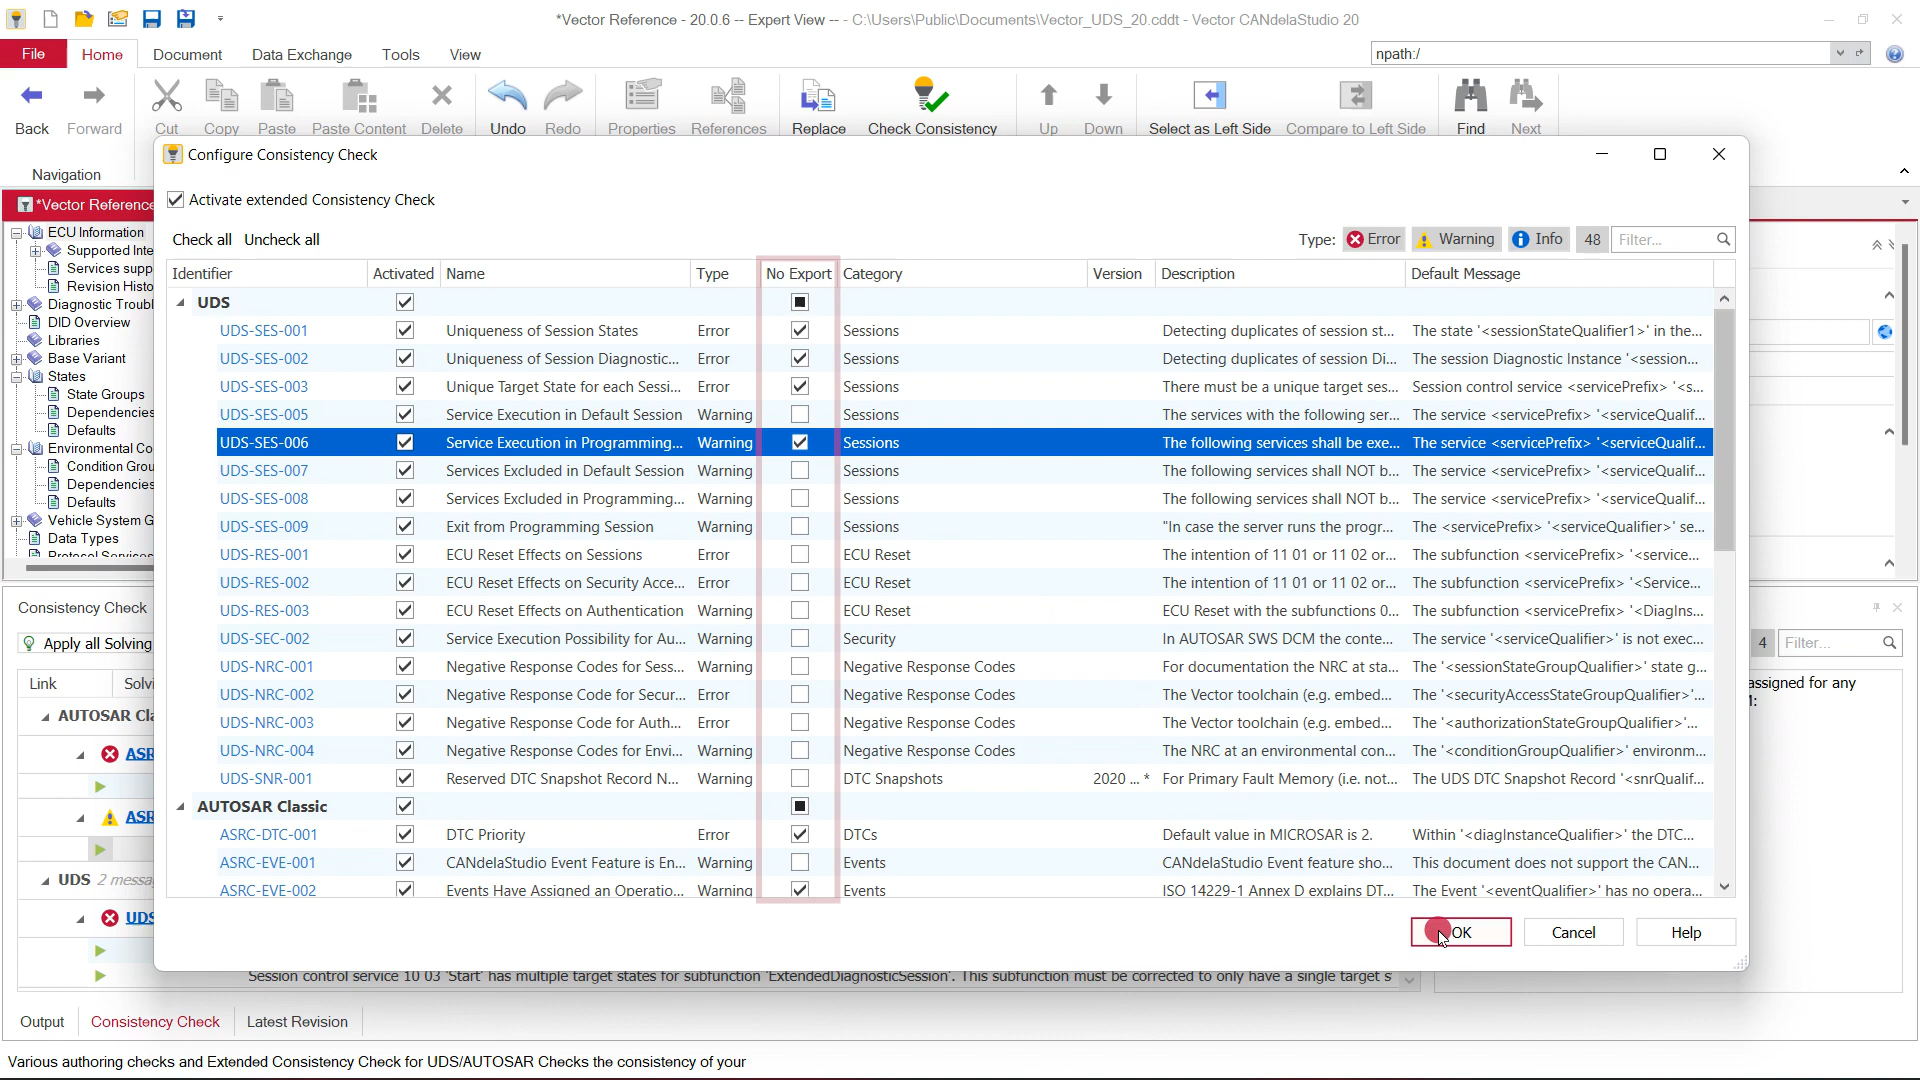 *Vector Reference - 20.0.6 -- Expert View -- - C:\Users\Public\Documents\Vector_UDS_20.cddt - Vector CANdelaStudio 20
File Home Document Data Exchange Tools View npath:/
Back Forward Cut Copy Paste Paste Content Delete Undo Redo Properties References Replace Check Consistency Up Down Select as Left Side Compare to Left Side Find Next
Navigation
Configure Consistency Check
Activate extended Consistency Check
Check all Uncheck all Type: Error Warning Info 48 Filter...
Identifier Activated Name Type No Export Category Version Description Default Message
UDS
UDS-SES-001 Uniqueness of Session States Error Sessions Detecting duplicates of session st... The state '<sessionStateQualifier1>' in the...
UDS-SES-002 Uniqueness of Session Diagnostic... Error Sessions Detecting duplicates of session Di... The session Diagnostic Instance '<session...
UDS-SES-003 Unique Target State for each Sessi... Error Sessions There must be a unique target ses... Session control service <servicePrefix> '<s...
UDS-SES-005 Service Execution in Default Session Warning Sessions The services with the following ser... The service <servicePrefix> '<serviceQualif...
UDS-SES-006 Service Execution in Programming... Warning Sessions The following services shall be exe... The service <servicePrefix> '<serviceQualif...
UDS-SES-007 Services Excluded in Default Session Warning Sessions The following services shall NOT b... The service <servicePrefix> '<serviceQualif...
UDS-SES-008 Services Excluded in Programming... Warning Sessions The following services shall NOT b... The service <servicePrefix> '<serviceQualif...
UDS-SES-009 Exit from Programming Session Warning Sessions "In case the server runs the progr... The <servicePrefix> '<serviceQualifier>' se...
UDS-RES-001 ECU Reset Effects on Sessions Error ECU Reset The intention of 11 01 or 11 02 or... The subfunction <servicePrefix> '<service...
UDS-RES-002 ECU Reset Effects on Security Acce... Error ECU Reset The intention of 11 01 or 11 02 or... The subfunction <servicePrefix> '<Service...
UDS-RES-003 ECU Reset Effects on Authentication Warning ECU Reset ECU Reset with the subfunctions 0... The subfunction <servicePrefix> '<DiagIns...
UDS-SEC-002 Service Execution Possibility for Au... Warning Security In AUTOSAR SWS DCM the conte... The service '<serviceQualifier>' is not exec...
UDS-NRC-001 Negative Response Codes for Sess... Warning Negative Response Codes For documentation the NRC at sta... The '<sessionStateGroupQualifier>' state g...
UDS-NRC-002 Negative Response Code for Secur... Error Negative Response Codes The Vector toolchain (e.g. embed... The '<securityAccessStateGroupQualifier>'...
UDS-NRC-003 Negative Response Code for Auth... Error Negative Response Codes The Vector toolchain (e.g. embed... The '<authorizationStateGroupQualifier>'...
UDS-NRC-004 Negative Response Codes for Envi... Warning Negative Response Codes The NRC at an environmental con... The '<conditionGroupQualifier>' environm...
UDS-SNR-001 Reserved DTC Snapshot Record N... Warning DTC Snapshots 2020 ... * For Primary Fault Memory (i.e. not... The UDS DTC Snapshot Record '<snrQualif...
AUTOSAR Classic
ASRC-DTC-001 DTC Priority Error DTCs Default value in MICROSAR is 2. Within '<diagInstanceQualifier>' the DTC...
ASRC-EVE-001 CANdelaStudio Event Feature is En... Warning Events CANdelaStudio Event feature sho... This document does not support the CAN...
ASRC-EVE-002 Events Have Assigned an Operatio... Warning Events ISO 14229-1 Annex D explains DT... The Event '<eventQualifier>' has no opera...
OK Cancel Help
*Vector Reference
ECU Information
Supported Inte
Services supp
Revision Histo
Diagnostic Troubl
DID Overview
Libraries
Base Variant
States
State Groups
Dependencies
Defaults
Environmental Co
Condition Grou
Dependencies
Defaults
Vehicle System G
Data Types
Protocol Services
Consistency Check
Apply all Solving 4 Filter...
Link Solvi
AUTOSAR Cla
ASR
ASR
UDS 2 messa
UDS
assigned for any
Session control service 10 03 'Start' has multiple target states for subfunction 'ExtendedDiagnosticSession'. This subfunction must be corrected to only have a single target s
Output Consistency Check Latest Revision
Various authoring checks and Extended Consistency Check for UDS/AUTOSAR Checks the consistency of your